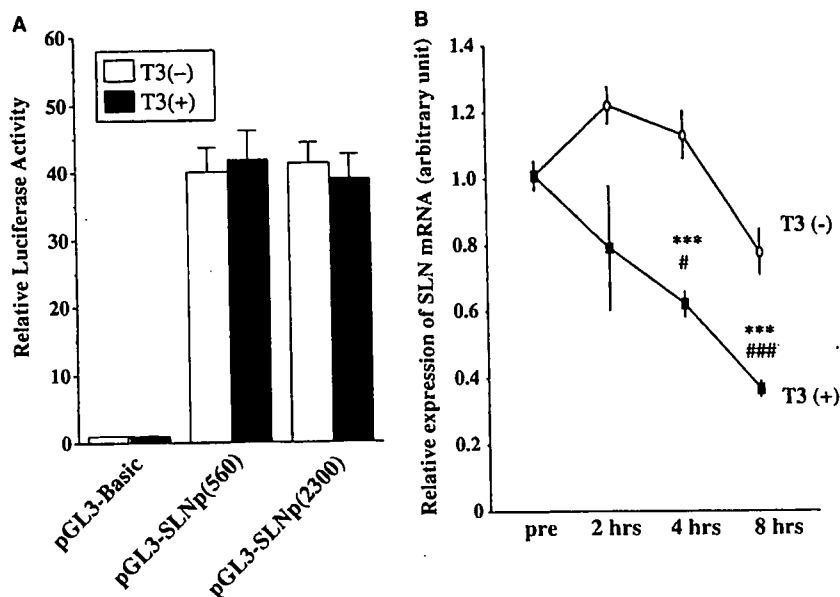 A
Relative Luciferase Activity
60
50
40
30
20
10
0
T3(-)
T3(+)
pGL3-Basic
pGL3-SLNp(560)
pGL3-SLNp(2300)
B
Relative expression of SLN mRNA (arbitrary unit)
1.4
1.2
1.0
0.8
0.6
0.4
0.2
0
T3 (-)
***
#
***
###
T3 (+)
pre
2 hrs
4 hrs
8 hrs